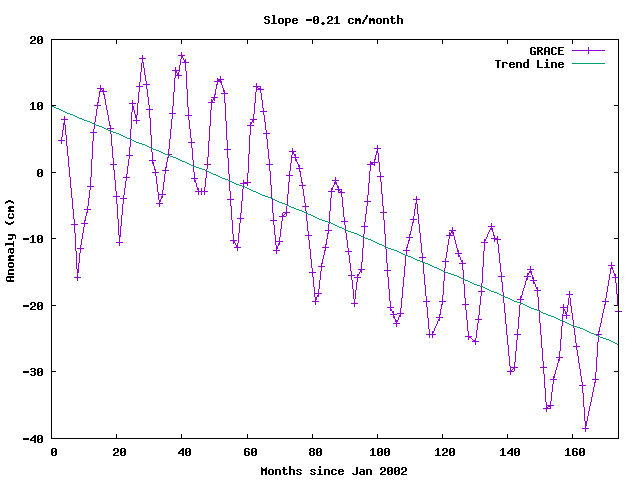 Slope -0.21 cm/month
20
10
0
-10
-20
-30
-40
Anomaly (cm)
GRACE
Trend Line
0 20 40 60 80 100 120 140 160
Months since Jan 2002